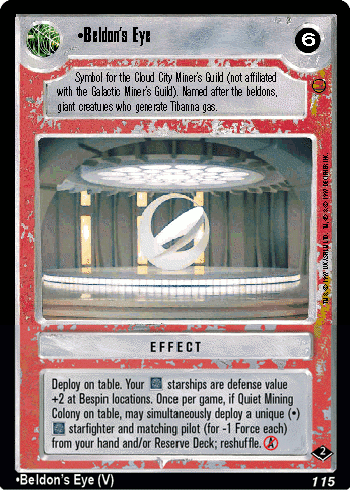 •Beldon's Eye
6
Symbol for the Cloud City Miner's Guild (not affiliated
with the Galactic Miner's Guild). Named after the beldons,
giant creatures who generate Tibanna gas.
EFFECT
Deploy on table. Your starships are defense value
+2 at Bespin locations. Once per game, if Quiet Mining
Colony on table, may simultaneously deploy a unique (•)
starfighter and matching pilot (for -1 Force each)
from your hand and/or Reserve Deck; reshuffle. A
2
•Beldon's Eye (V)
115